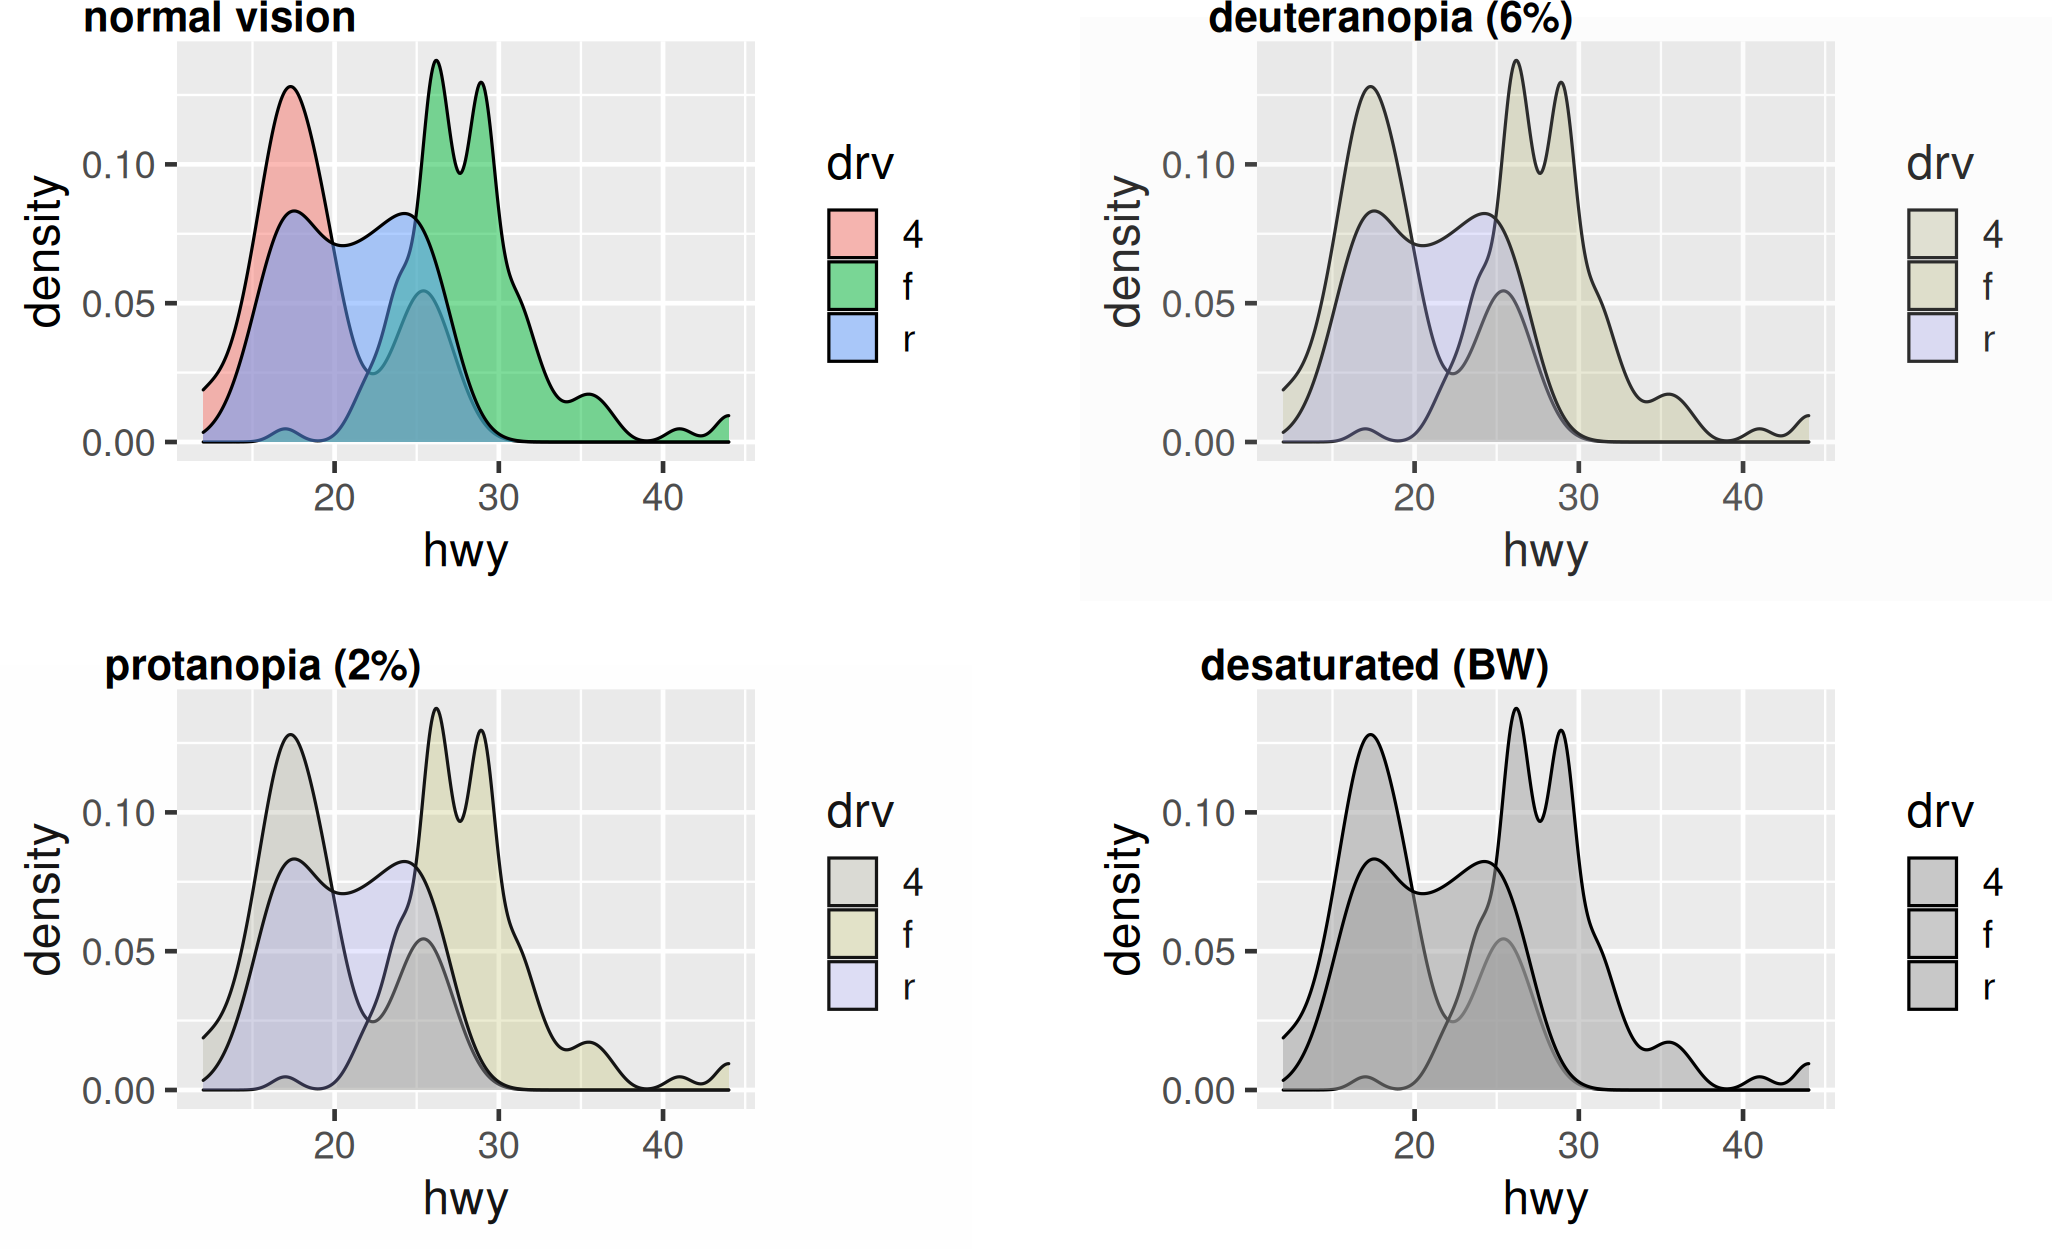 normal vision
density
0.10
0.05
0.00
20 30 40
hwy
drv
4
f
r
deuteranopia (6%)
density
0.10
0.05
0.00
20 30 40
hwy
drv
4
f
r
protanopia (2%)
density
0.10
0.05
0.00
20 30 40
hwy
drv
4
f
r
desaturated (BW)
density
0.10
0.05
0.00
20 30 40
hwy
drv
4
f
r